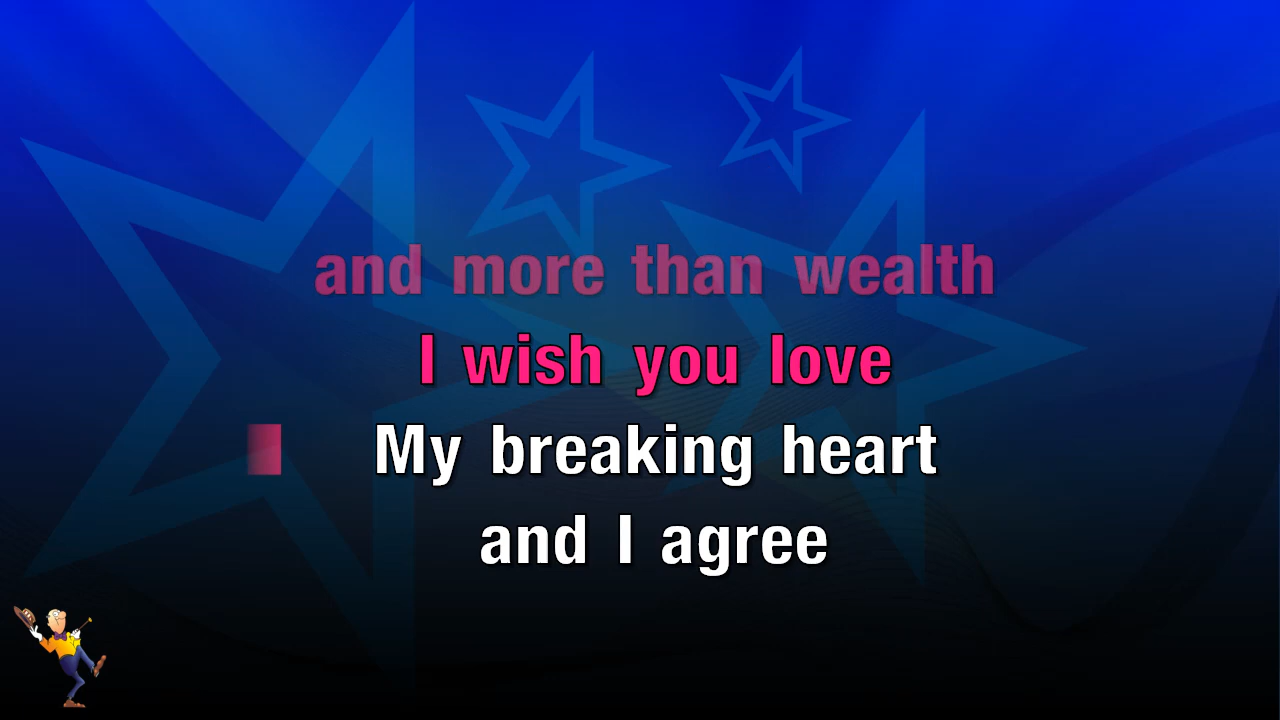 and more than wealth
I wish you love
My breaking heart
and I agree